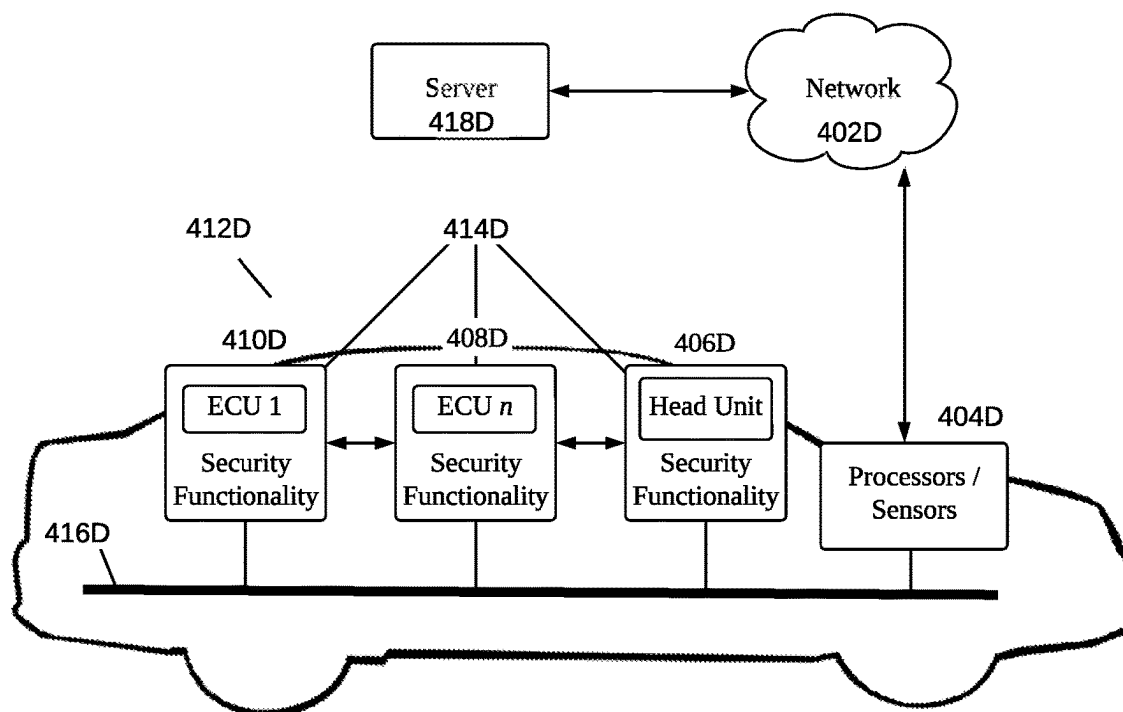 Server
418D
Network
402D
412D
414D
410D
408D
406D
404D
ECU 1
Security
Functionality
ECU n
Security
Functionality
Head Unit
Security
Functionality
Processors /
Sensors
416D